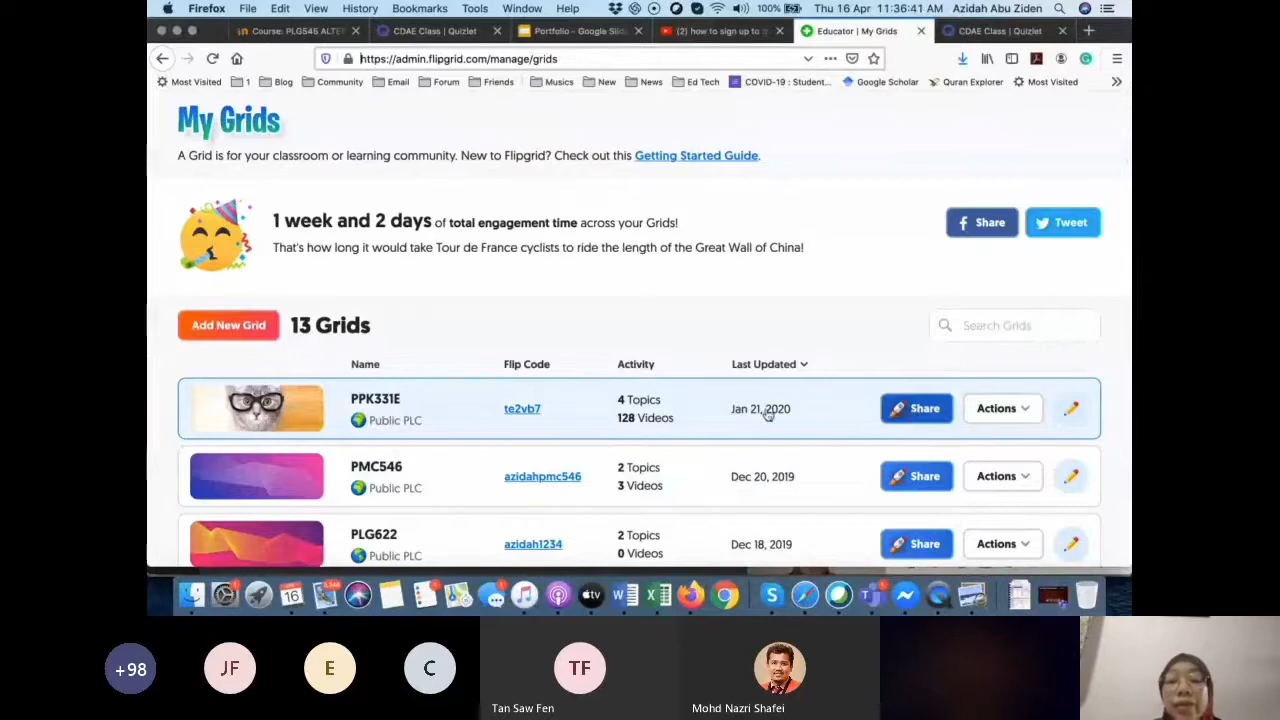 Firefox File Edit View History Bookmarks Tools Window Help 100% Thu 16 Apr 11:36:41 AM Azidah Abu Ziden
Course: PLG545 ALTE CDAE Class | Quizlet Portfolio - Google Slid (2) how to sign up to Educator | My Grids CDAE Class | Quizlet
https://admin.flipgrid.com/manage/grids
Most Visited 1 Blog Community Email Forum Friends Musics New News Ed Tech COVID-19 : Student... Google Scholar Quran Explorer Most Visited
My Grids
A Grid is for your classroom or learning community. New to Flipgrid? Check out this Getting Started Guide.
1 week and 2 days of total engagement time across your Grids!
That's how long it would take Tour de France cyclists to ride the length of the Great Wall of China!
Share Tweet
Add New Grid 13 Grids Search Grids
Name Flip Code Activity Last Updated
PPK331E
Public PLC
te2vb7
4 Topics
128 Videos
Jan 21, 2020
Share Actions
PMC546
Public PLC
azidahpmc546
2 Topics
3 Videos
Dec 20, 2019
Share Actions
PLG622
Public PLC
azidah1234
2 Topics
0 Videos
Dec 18, 2019
Share Actions
16
tv
+98 JF E C TF
Tan Saw Fen
Mohd Nazri Shafei